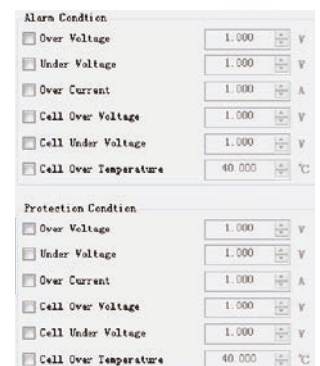 Alarm Condtion
Over Voltage 1.000 V
Under Voltage 1.000 V
Over Current 1.000 A
Cell Over Voltage 1.000 V
Cell Under Voltage 1.000 V
Cell Over Temperature 40.000 ℃
Protection Condtion
Over Voltage 1.000 V
Under Voltage 1.000 V
Over Current 1.000 A
Cell Over Voltage 1.000 V
Cell Under Voltage 1.000 V
Cell Over Temperature 40.000 ℃